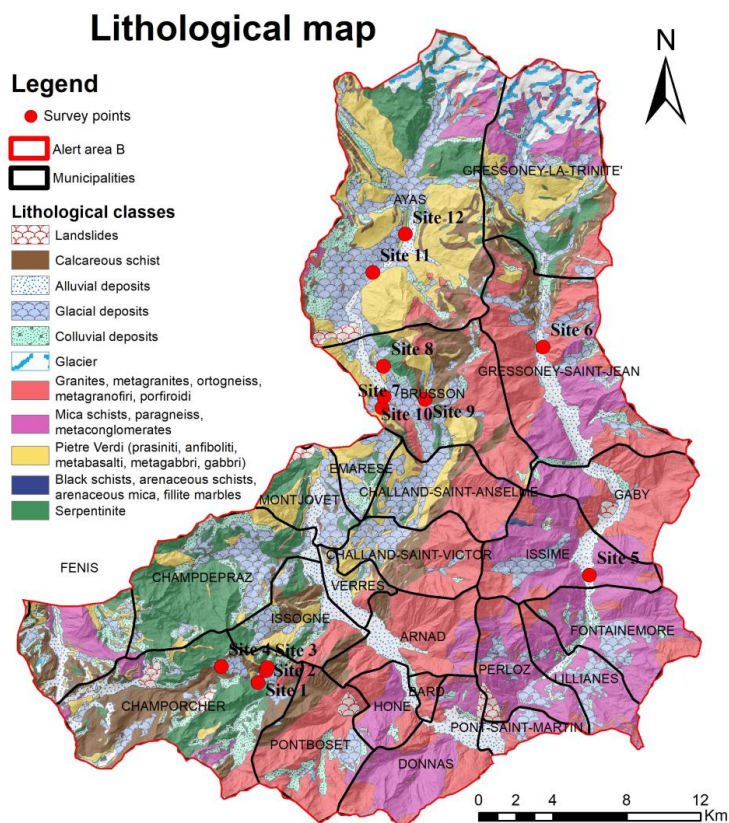 Lithological map
N
Legend
Survey points
Alert area B
Municipalities
Lithological classes
Landslides
Calcareous schist
Alluvial deposits
Glacial deposits
Colluvial deposits
Glacier
Granites, metagranites, ortogneiss,
metagranofiri, porfiroidi
Mica schists, paragneiss,
metaconglomerates
Pietre Verdi (prasiniti, anfiboliti,
metabasalti, metagabbri, gabbri)
Black schists, arenaceous schists,
arenaceous mica, fillite marbles
Serpentinite
GRESSONEY-LA-TRINITE'
AYAS
Site 12
Site 11
Site 6
Site 8
GRESSONEY-SAINT-JEAN
Site 7
BRUSSON
Site 10
Site 9
EMARESE
MONTJOVET
CHALLAND-SAINT-ANSELME
GABY
CHALLAND-SAINT-VICTOR
ISSIME
FENIS
CHAMPDEPRAZ
VERRES
Site 5
ISSOGNE
ARNAD
FONTAINEMORE
Site 4
Site 3
Site 2
Site 1
PERLOZ
LILLIANES
CHAMPORCHER
BARD
HONE
PONT-SAINT-MARTIN
PONTBOSET
DONNAS
0 2 4 8 12
Km